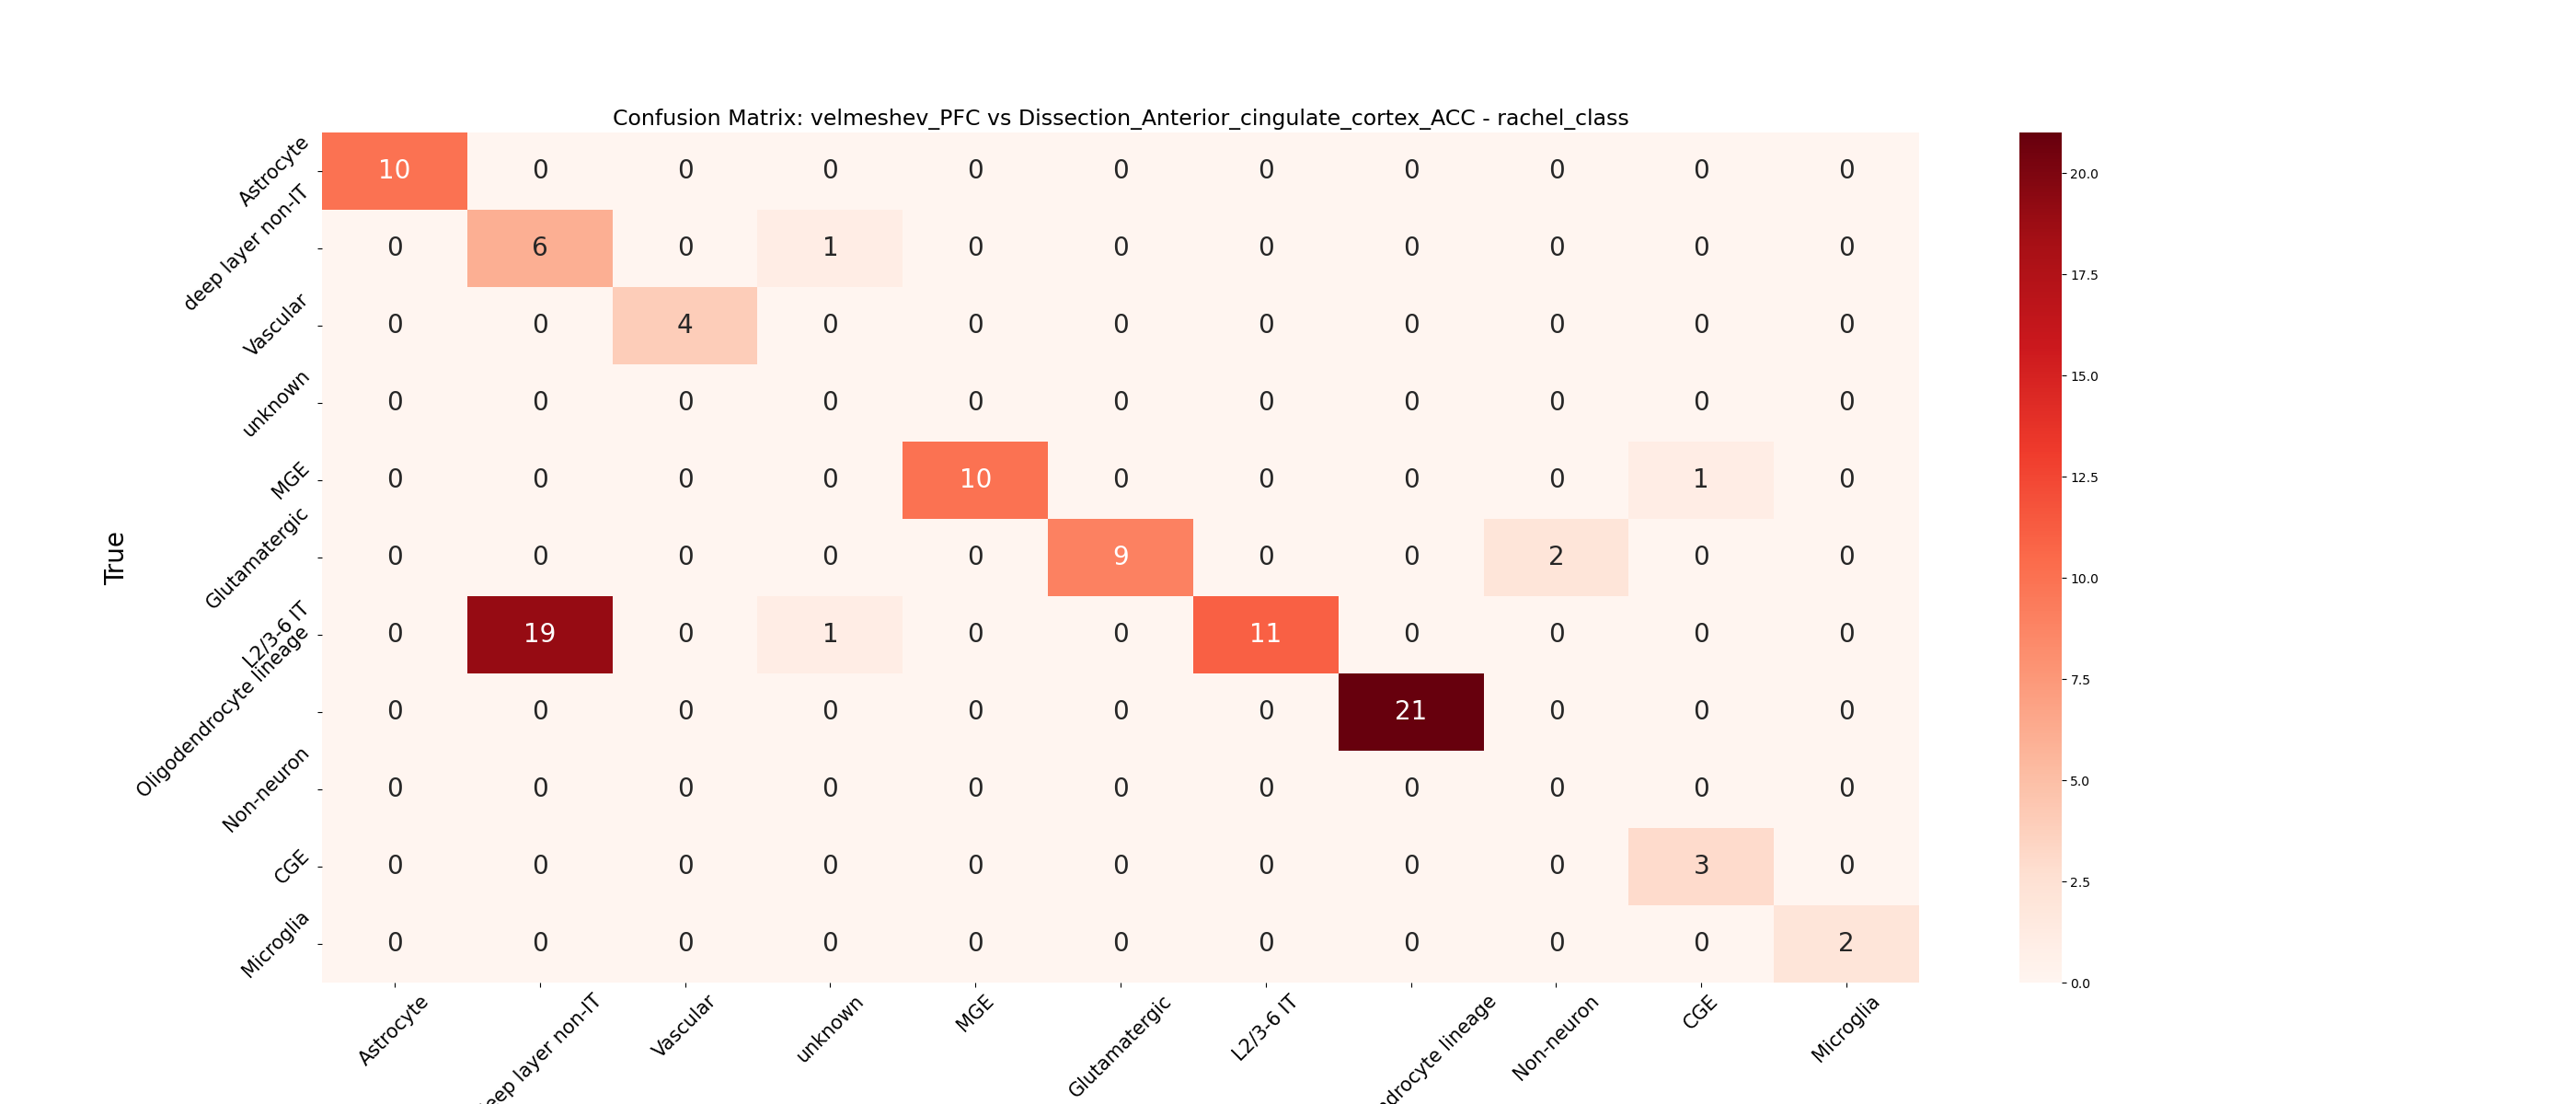 Confusion Matrix: velmeshev_PFC vs Dissection_Anterior_cingulate_cortex_ACC - rachel_class
True
Astrocyte 10 0 0 0 0 0 0 0 0 0 0
deep layer non-IT 0 6 0 1 0 0 0 0 0 0 0
Vascular 0 0 4 0 0 0 0 0 0 0 0
unknown 0 0 0 0 0 0 0 0 0 0 0
MGE 0 0 0 0 10 0 0 0 0 1 0
Glutamatergic 0 0 0 0 0 9 0 0 2 0 0
L2/3-6 IT 0 19 0 1 0 0 11 0 0 0 0
Oligodendrocyte lineage 0 0 0 0 0 0 0 21 0 0 0
Non-neuron 0 0 0 0 0 0 0 0 0 0 0
CGE 0 0 0 0 0 0 0 0 0 3 0
Microglia 0 0 0 0 0 0 0 0 0 0 2
Astrocyte
eep layer non-IT
Vascular
unknown
MGE
Glutamatergic
L2/3-6 IT
drocyte lineage
Non-neuron
CGE
Microglia
20.0
17.5
15.0
12.5
10.0
7.5
5.0
2.5
0.0